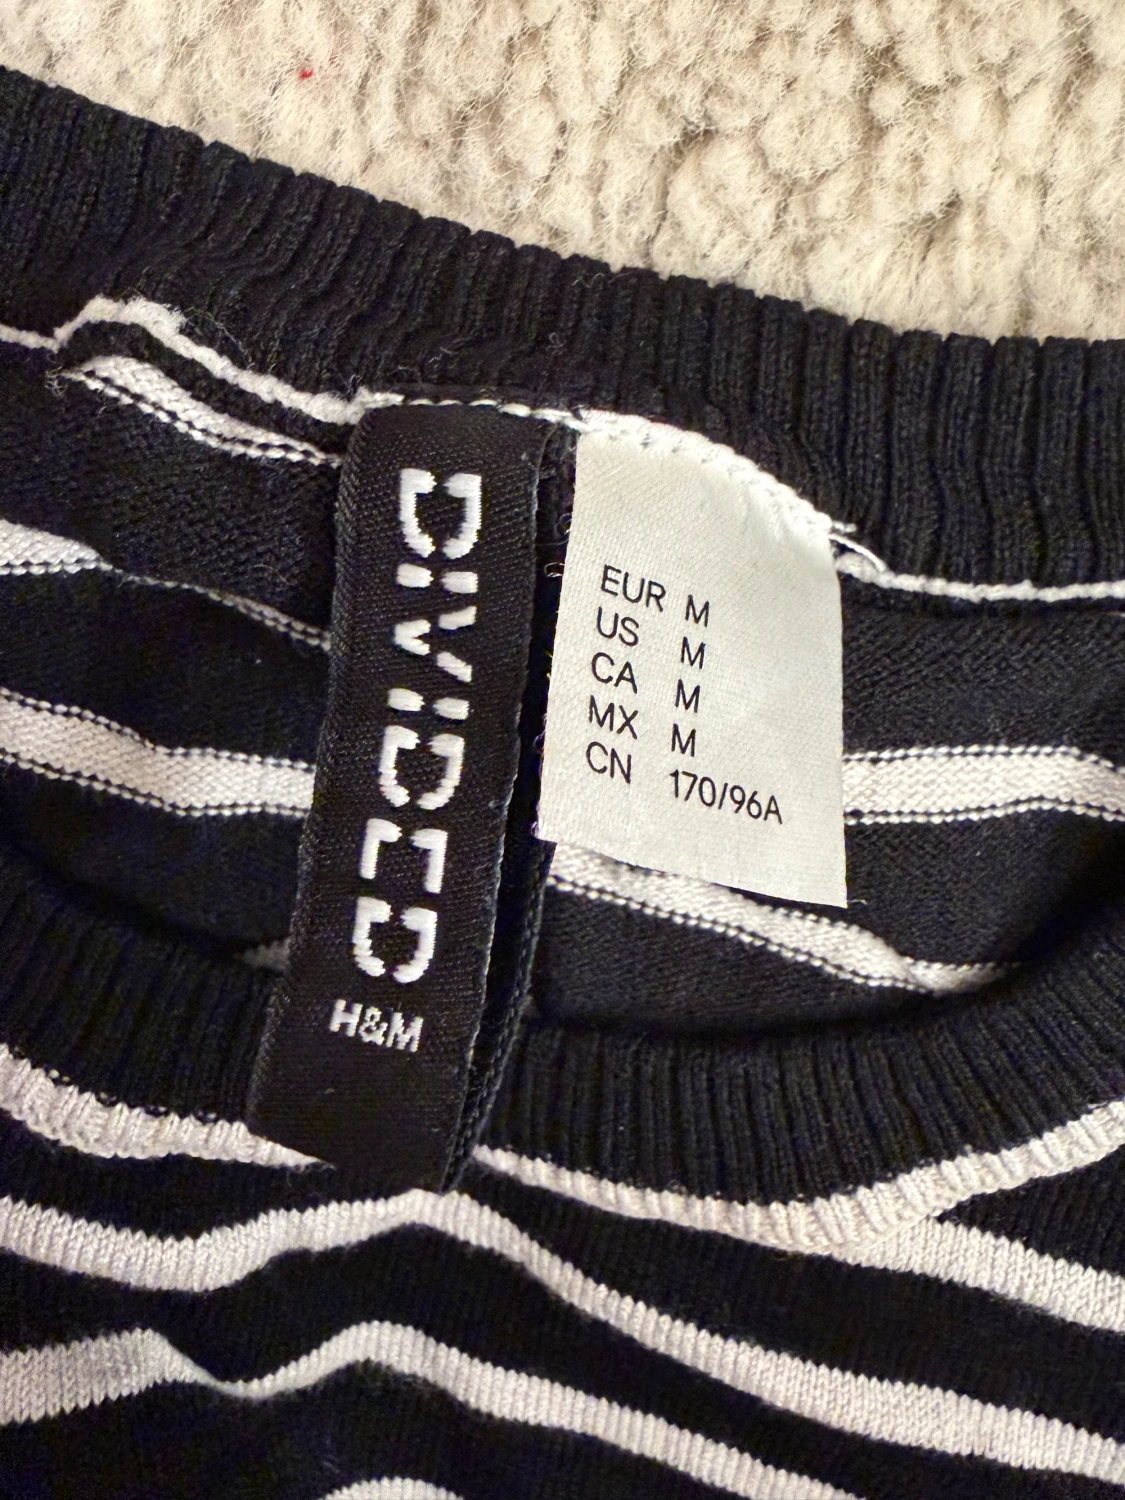 DIVIDED
H&M
EUR M
US M
CA M
MX M
CN 170/96A